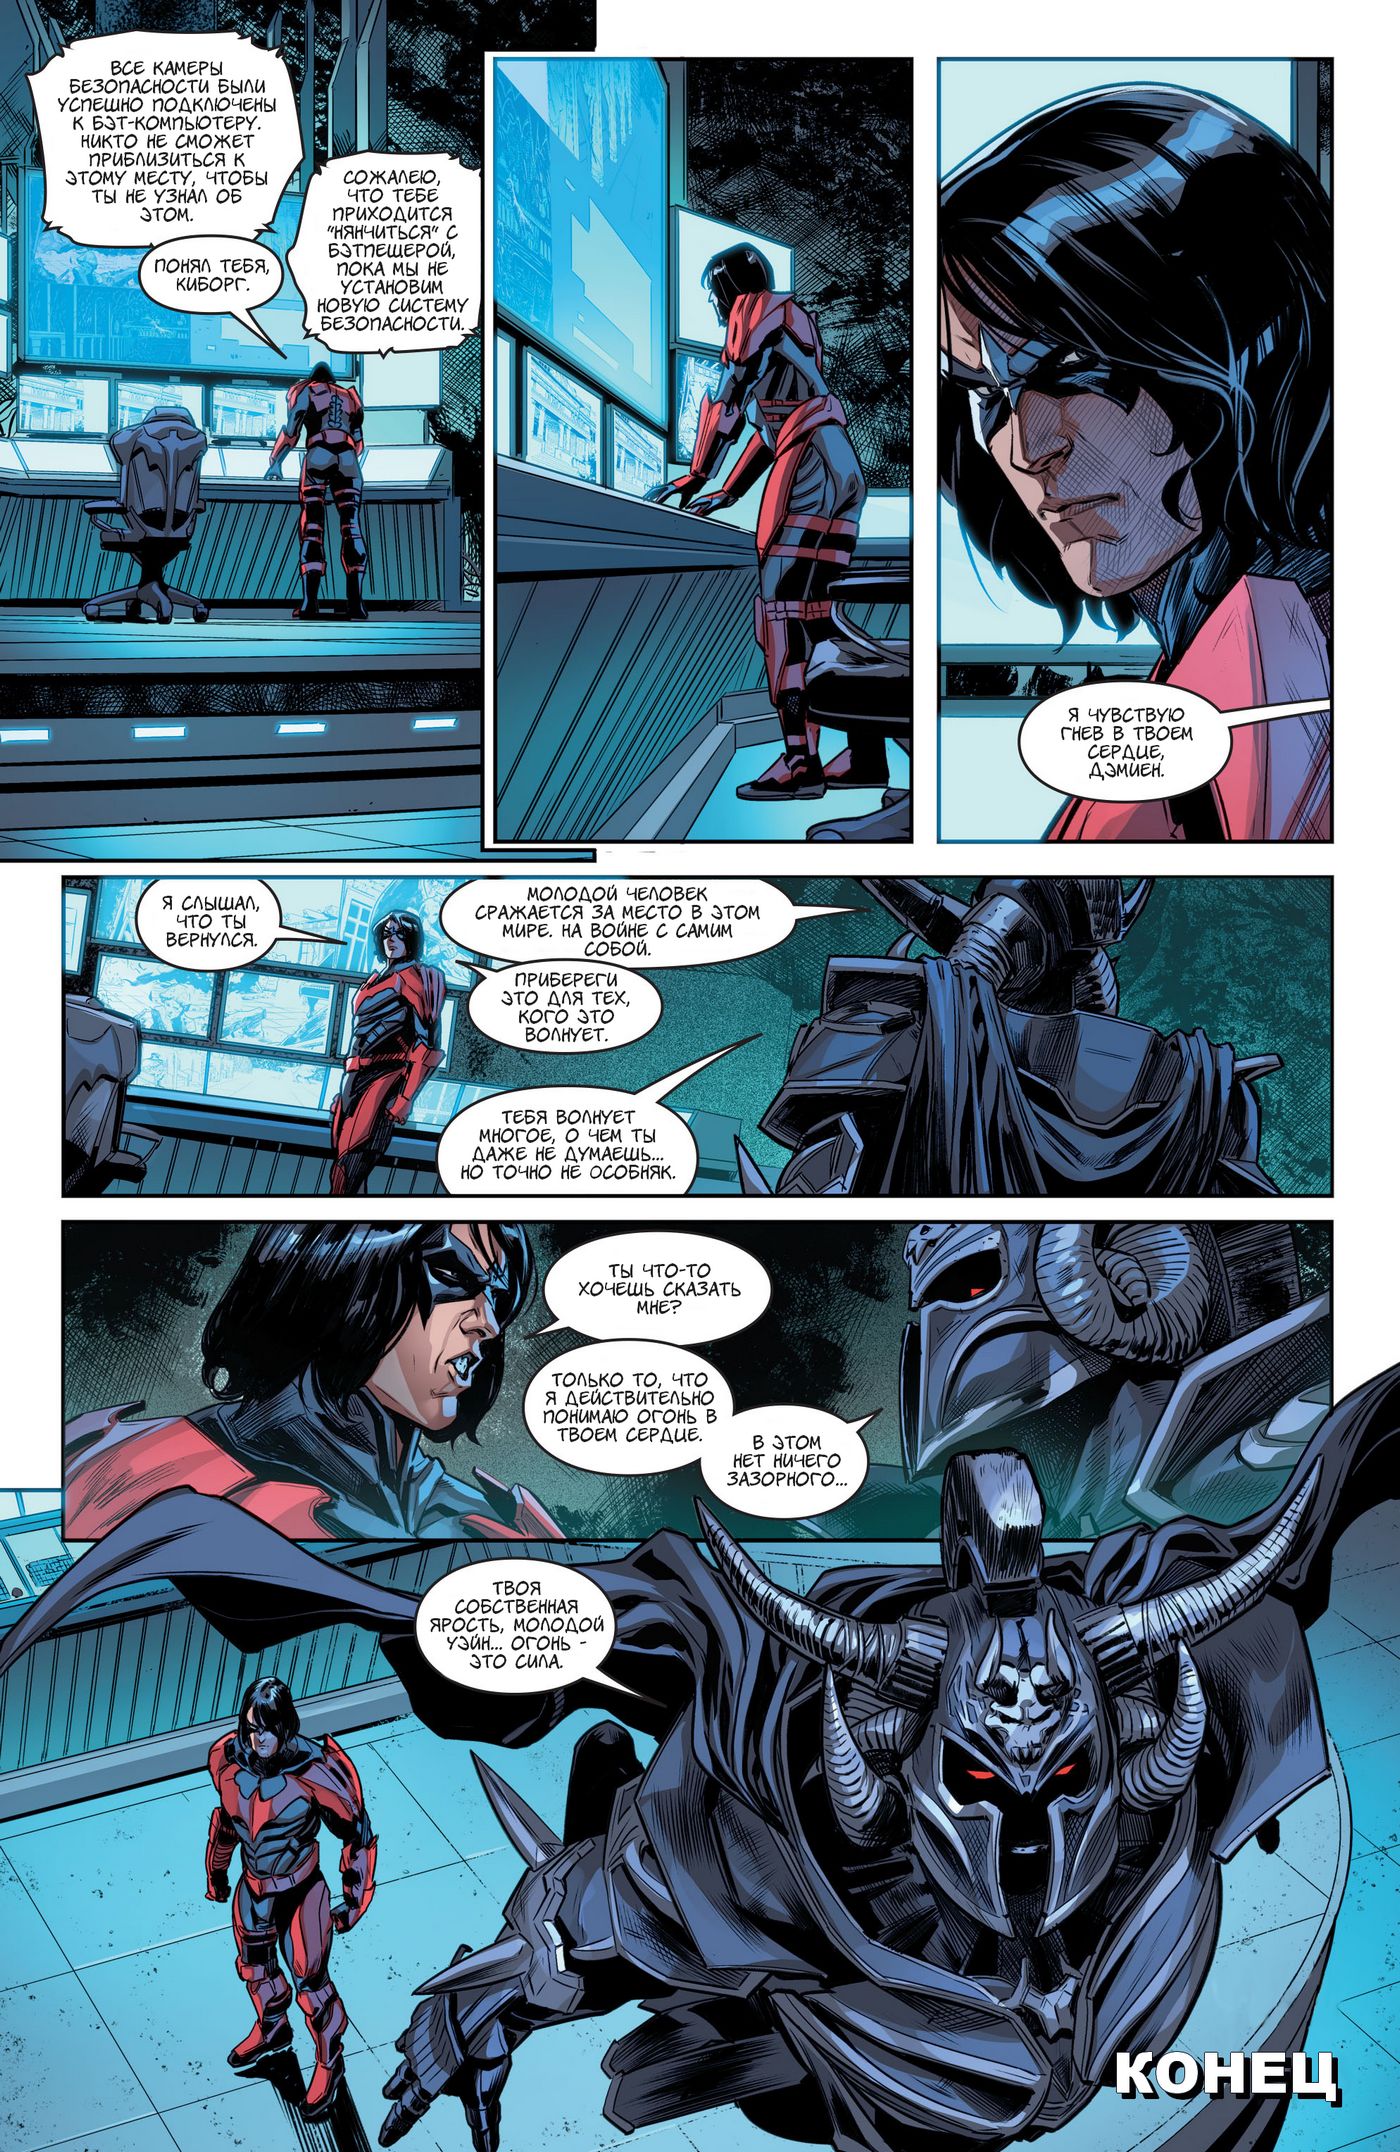 ВСЕ КАМЕРЫ
БЕЗОПАСНОСТИ БЫЛИ
УСПЕШНО ПОДКЛЮЧЕНЫ
К БЭТ-КОМПЬЮТЕРУ.
НИКТО НЕ СМОЖЕТ
ПРИБЛИЗИТЬСЯ К
ЭТОМУ МЕСТУ, ЧТОБЫ
ТЫ НЕ УЗНАЛ ОБ
ЭТОМ.
ПОНЯЛ ТЕБЯ,
КИБОРГ.
СОЖАЛЕЮ,
ЧТО ТЕБЕ
ПРИХОДИТСЯ
"НЯНЧИТЬСЯ" С
БЭТПЕЩЕРОЙ,
ПОКА МЫ НЕ
УСТАНОВИМ
НОВУЮ СИСТЕМУ
БЕЗОПАСНОСТИ.
Я ЧУВСТВУЮ
ГНЕВ В ТВОЕМ
СЕРДЦЕ,
ДЭМИЕН.
Я СЛЫШАЛ,
ЧТО ТЫ
ВЕРНУЛСЯ.
МОЛОДОЙ ЧЕЛОВЕК
СРАЖАЕТСЯ ЗА МЕСТО В ЭТОМ
МИРЕ. НА ВОЙНЕ С САМИМ
СОБОЙ.
ПРИБЕРЕГИ
ЭТО ДЛЯ ТЕХ,
КОГО ЭТО
ВОЛНУЕТ.
ТЕБЯ ВОЛНУЕТ
МНОГОЕ, О ЧЕМ ТЫ
ДАЖЕ НЕ ДУМАЕШЬ...
НО ТОЧНО НЕ ОСОБНЯК.
ТЫ ЧТО-ТО
ХОЧЕШЬ СКАЗАТЬ
МНЕ?
ТОЛЬКО ТО, ЧТО
Я ДЕЙСТВИТЕЛЬНО
ПОНИМАЮ ОГОНЬ В
ТВОЕМ СЕРДЦЕ.
В ЭТОМ
НЕТ НИЧЕГО
ЗАЗОРНОГО...
ТВОЯ
СОБСТВЕННАЯ
ЯРОСТЬ, МОЛОДОЙ
УЭЙН... ОГОНЬ -
ЭТО СИЛА.
КОНЕЦ